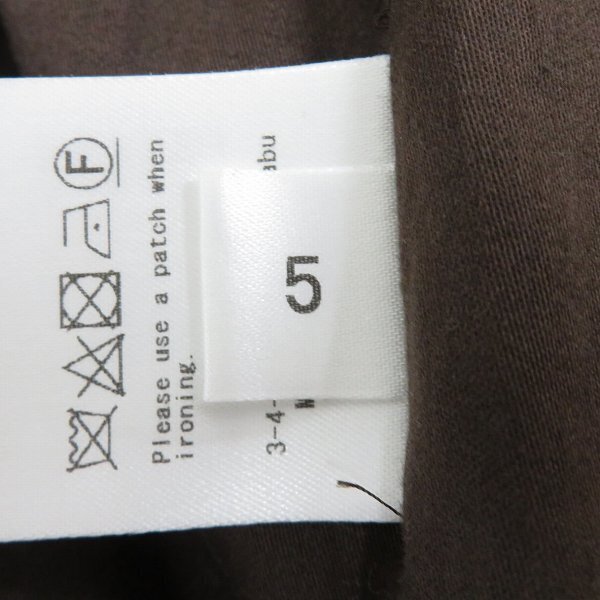 F
Please use a patch when
ironing.
5
3-4-
abu